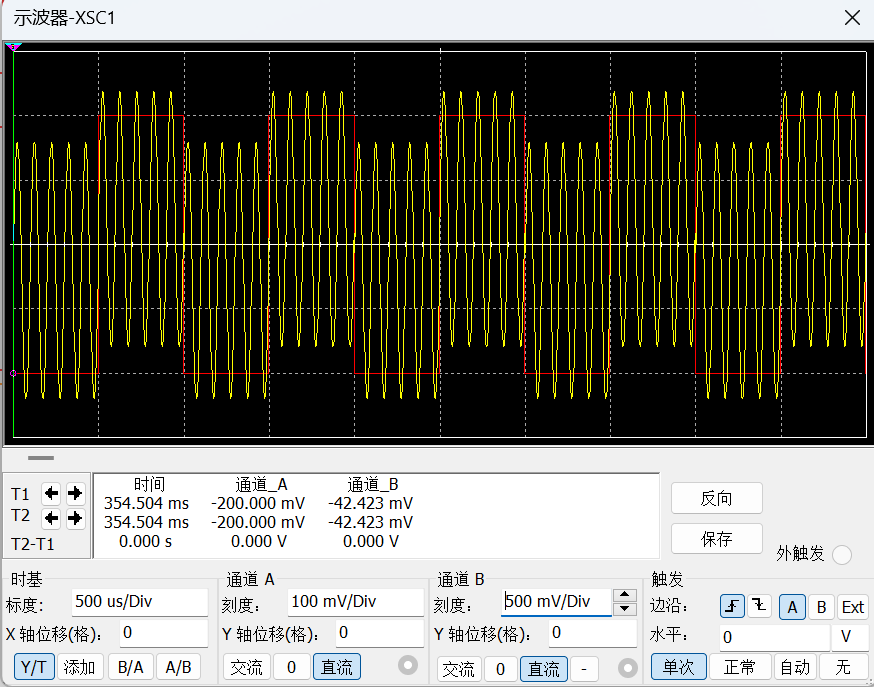 示波器-XSC1
时间 通道_A 通道_B
T1 354.504 ms -200.000 mV -42.423 mV
T2 354.504 ms -200.000 mV -42.423 mV
T2-T1 0.000 s 0.000 V 0.000 V
反向
保存
外触发
时基 通道 A 通道 B 触发
标度: 500 us/Div 刻度: 100 mV/Div 刻度: 500 mV/Div 边沿: A B Ext
X 轴位移(格): 0 Y 轴位移(格): 0 Y 轴位移(格): 0 水平: 0 V
Y/T 添加 B/A A/B 交流 0 直流 交流 0 直流 - 单次 正常 自动 无